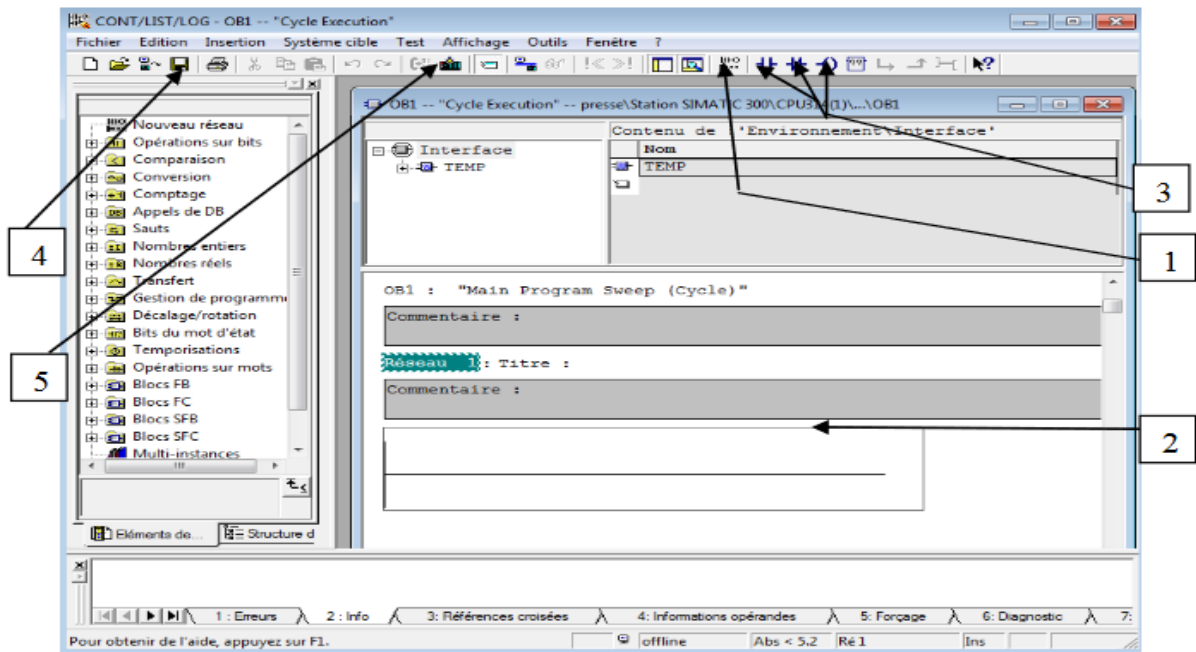 CONT/LIST/LOG - OB1 -- "Cycle Execution"
Fichier Edition Insertion Système cible Test Affichage Outils Fenêtre ?
OB1 -- "Cycle Execution" -- presse\Station SIMATIC 300\CPU314(1)\...\OB1
Nouveau réseau
Opérations sur bits
Comparaison
Conversion
Comptage
Appels de DB
Sauts
Nombres entiers
Nombres réels
Transfert
Gestion de programme
Décalage/rotation
Bits du mot d'état
Temporisations
Opérations sur mots
Blocs FB
Blocs FC
Blocs SFB
Blocs SFC
Multi-instances
Eléments de... Structure d
Interface
TEMP
Contenu de 'Environnement\Interface'
Nom
TEMP
OB1 : "Main Program Sweep (Cycle)"
Commentaire :
Réseau 1 : Titre :
Commentaire :
4
5
3
1
2
1 : Erreurs 2 : Info 3: Références croisées 4: Informations opérandes 5: Forçage 6: Diagnostic 7:
Pour obtenir de l'aide, appuyez sur F1. offline Abs < 5.2 Ré 1 Ins